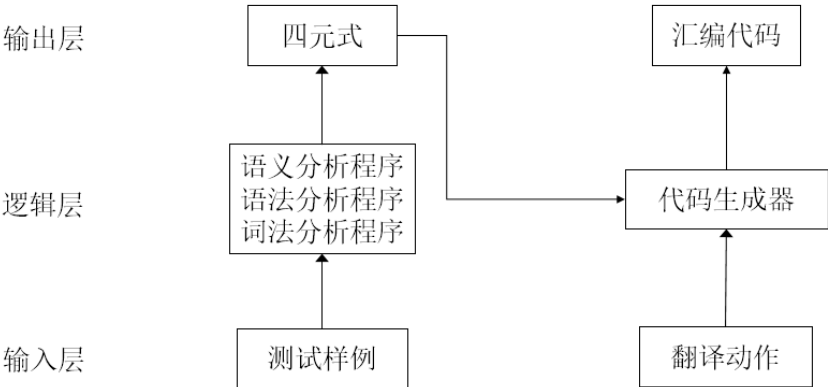 输出层
四元式
汇编代码
逻辑层
语义分析程序
语法分析程序
词法分析程序
代码生成器
输入层
测试样例
翻译动作